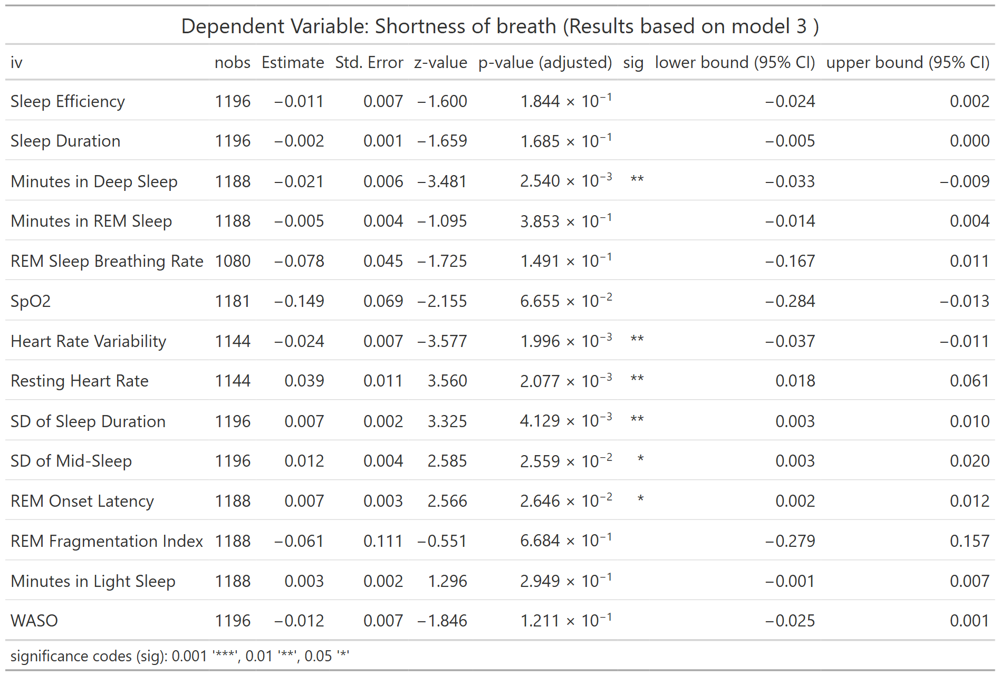 Dependent Variable: Shortness of breath (Results based on model 3 )
iv nobs Estimate Std. Error z-value p-value (adjusted) sig lower bound (95% CI) upper bound (95% CI)
Sleep Efficiency 1196 −0.011 0.007 −1.600 1.844 × 10⁻¹ −0.024 0.002
Sleep Duration 1196 −0.002 0.001 −1.659 1.685 × 10⁻¹ −0.005 0.000
Minutes in Deep Sleep 1188 −0.021 0.006 −3.481 2.540 × 10⁻³ ** −0.033 −0.009
Minutes in REM Sleep 1188 −0.005 0.004 −1.095 3.853 × 10⁻¹ −0.014 0.004
REM Sleep Breathing Rate 1080 −0.078 0.045 −1.725 1.491 × 10⁻¹ −0.167 0.011
SpO2 1181 −0.149 0.069 −2.155 6.655 × 10⁻² −0.284 −0.013
Heart Rate Variability 1144 −0.024 0.007 −3.577 1.996 × 10⁻³ ** −0.037 −0.011
Resting Heart Rate 1144 0.039 0.011 3.560 2.077 × 10⁻³ ** 0.018 0.061
SD of Sleep Duration 1196 0.007 0.002 3.325 4.129 × 10⁻³ ** 0.003 0.010
SD of Mid-Sleep 1196 0.012 0.004 2.585 2.559 × 10⁻² * 0.003 0.020
REM Onset Latency 1188 0.007 0.003 2.566 2.646 × 10⁻² * 0.002 0.012
REM Fragmentation Index 1188 −0.061 0.111 −0.551 6.684 × 10⁻¹ −0.279 0.157
Minutes in Light Sleep 1188 0.003 0.002 1.296 2.949 × 10⁻¹ −0.001 0.007
WASO 1196 −0.012 0.007 −1.846 1.211 × 10⁻¹ −0.025 0.001
significance codes (sig): 0.001 '***', 0.01 '**', 0.05 '*'